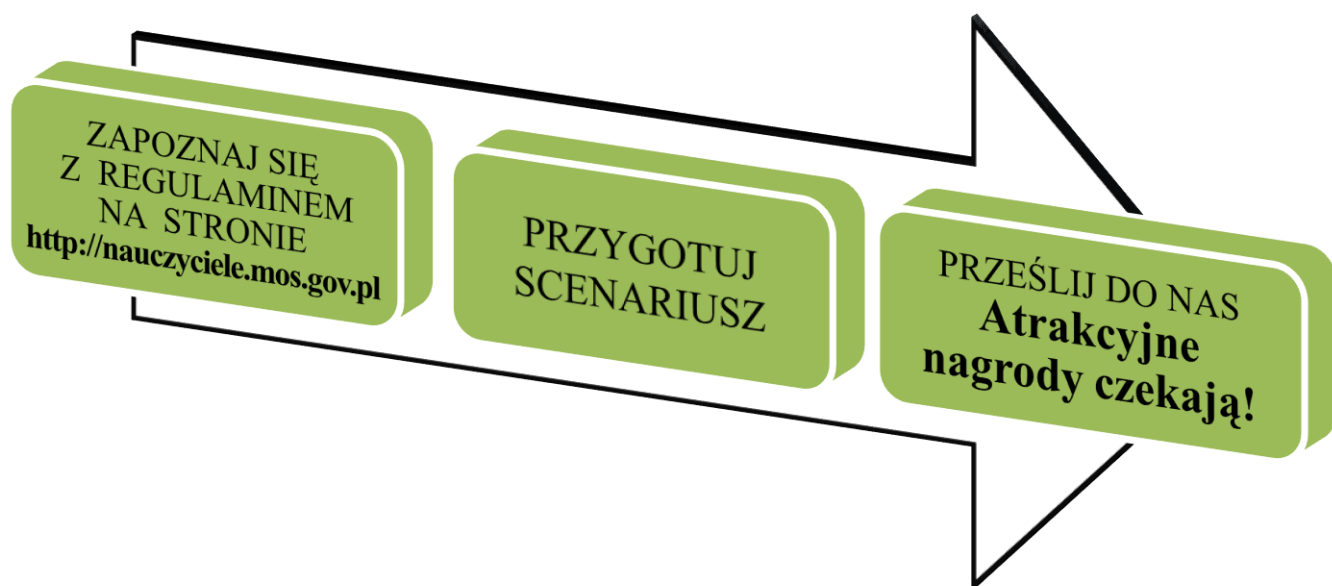 ZAPOZNAJ SIĘ
Z REGULAMINEM
NA STRONIE
http://nauczyciele.mos.gov.pl
PRZYGOTUJ
SCENARIUSZ
PRZEŚLIJ DO NAS
Atrakcyjne
nagrody czekają!